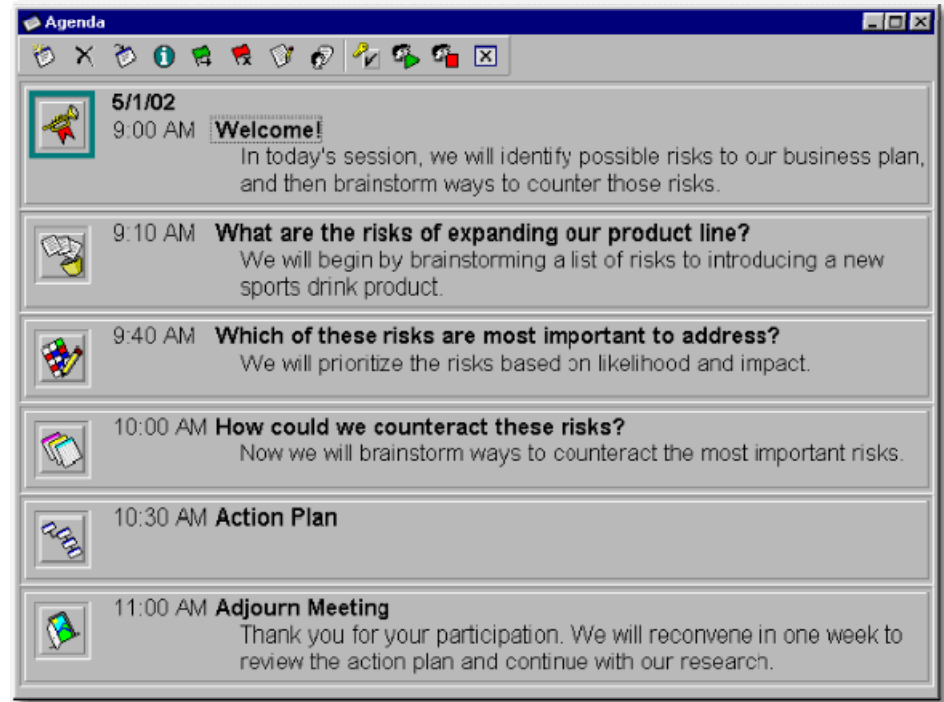 Agenda
5/1/02
9:00 AM Welcome!
In today's session, we will identify possible risks to our business plan,
and then brainstorm ways to counter those risks.
9:10 AM What are the risks of expanding our product line?
We will begin by brainstorming a list of risks to introducing a new
sports drink product.
9:40 AM Which of these risks are most important to address?
We will prioritize the risks based on likelihood and impact.
10:00 AM How could we counteract these risks?
Now we will brainstorm ways to counteract the most important risks.
10:30 AM Action Plan
11:00 AM Adjourn Meeting
Thank you for your participation. We will reconvene in one week to
review the action plan and continue with our research.